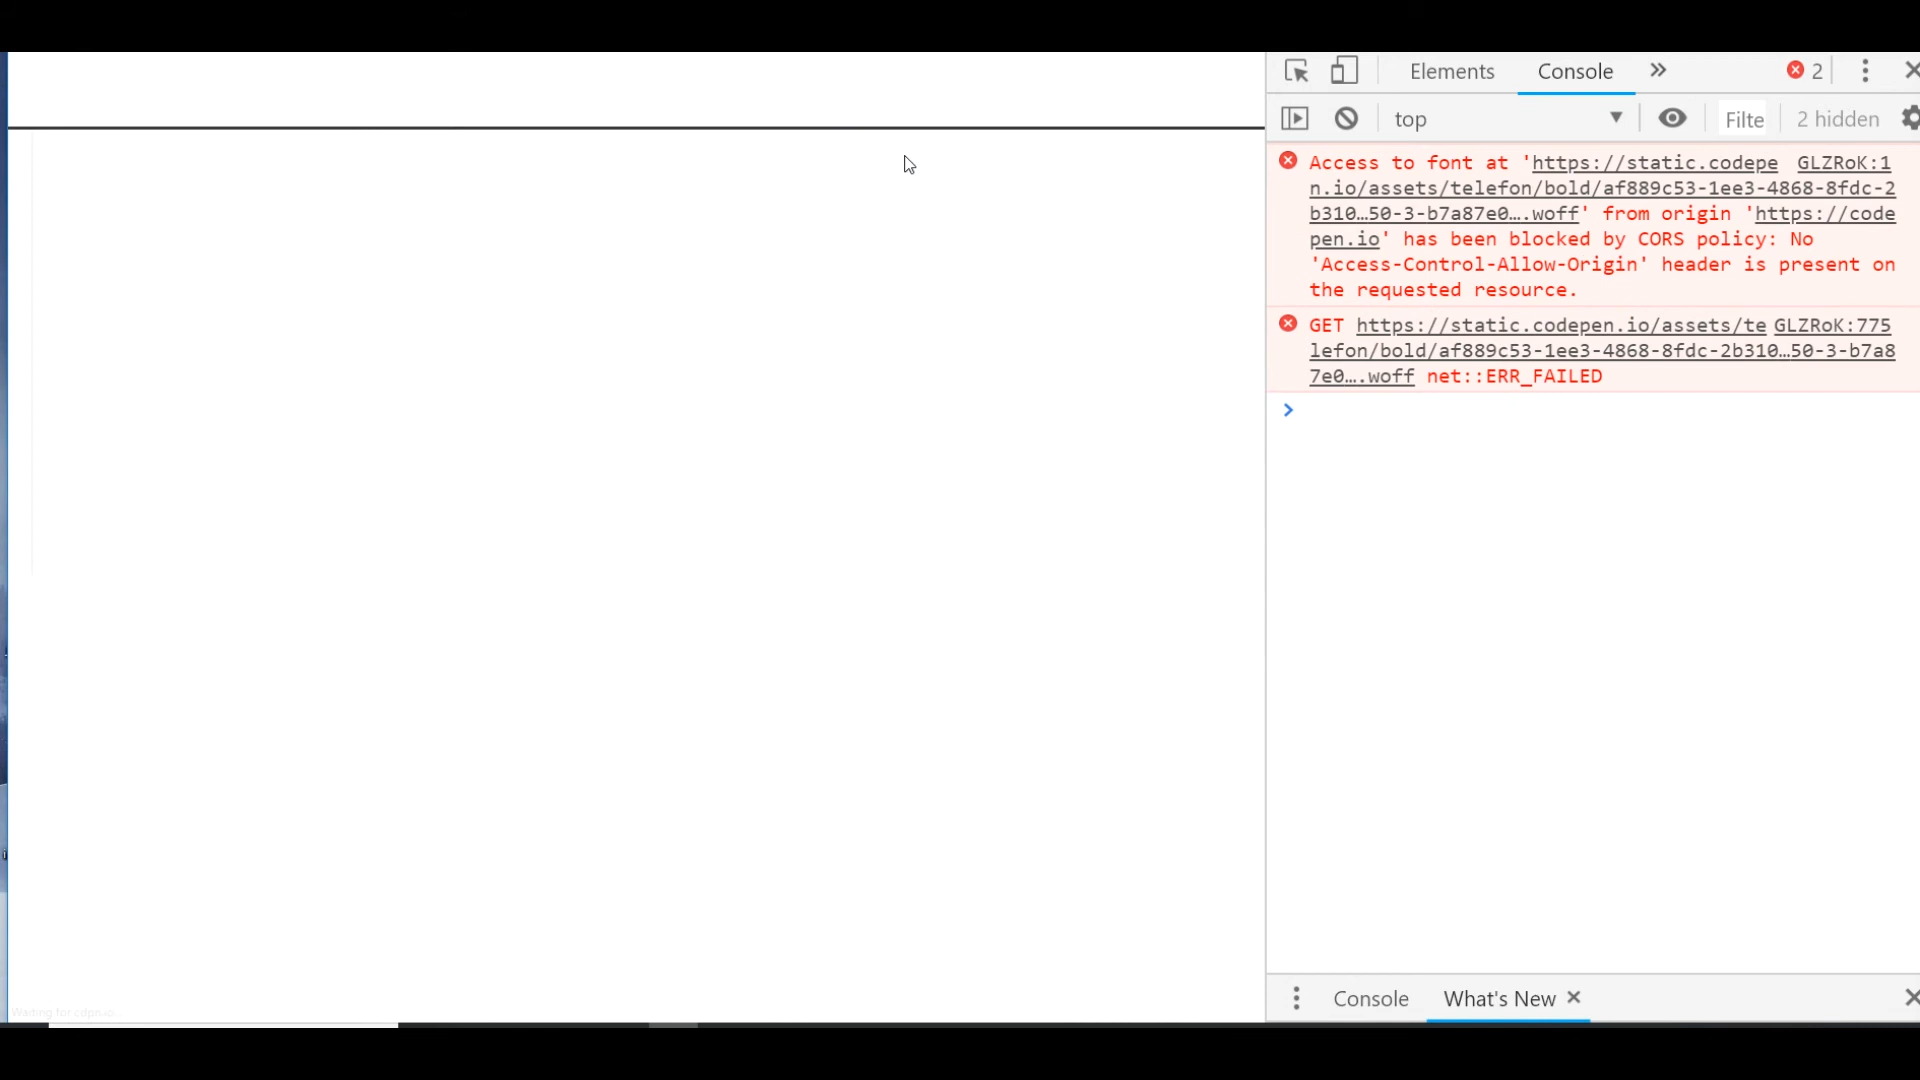 Elements Console 2
top Filte 2 hidden
Access to font at 'https://static.codepe GLZRoK:1
n.io/assets/telefon/bold/af889c53-1ee3-4868-8fdc-2
b310…50-3-b7a87e0….woff' from origin 'https://code
pen.io' has been blocked by CORS policy: No
'Access-Control-Allow-Origin' header is present on
the requested resource.
GET https://static.codepen.io/assets/te GLZRoK:775
lefon/bold/af889c53-1ee3-4868-8fdc-2b310…50-3-b7a8
7e0….woff net::ERR_FAILED
Console What's New
Waiting for cdpn.io...